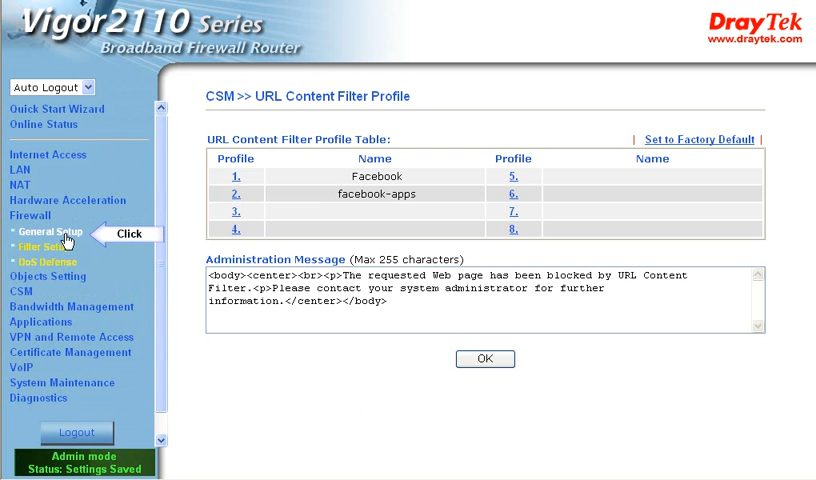 Vigor2110 Series
Broadband Firewall Router
DrayTek
www.draytek.com
Auto Logout
Quick Start Wizard
Online Status
Internet Access
LAN
NAT
Hardware Acceleration
Firewall
General Setup
Filter Setup
DoS Defense
Objects Setting
CSM
Bandwidth Management
Applications
VPN and Remote Access
Certificate Management
VoIP
System Maintenance
Diagnostics
Logout
Admin mode
Status: Settings Saved
Click
CSM >> URL Content Filter Profile
URL Content Filter Profile Table: | Set to Factory Default |
Profile Name Profile Name
1. Facebook 5.
2. facebook-apps 6.
3. 7.
4. 8.
Administration Message (Max 255 characters)
<body><center><br><p>The requested Web page has been blocked by URL Content
Filter.<p>Please contact your system administrator for further
information.</center></body>
OK